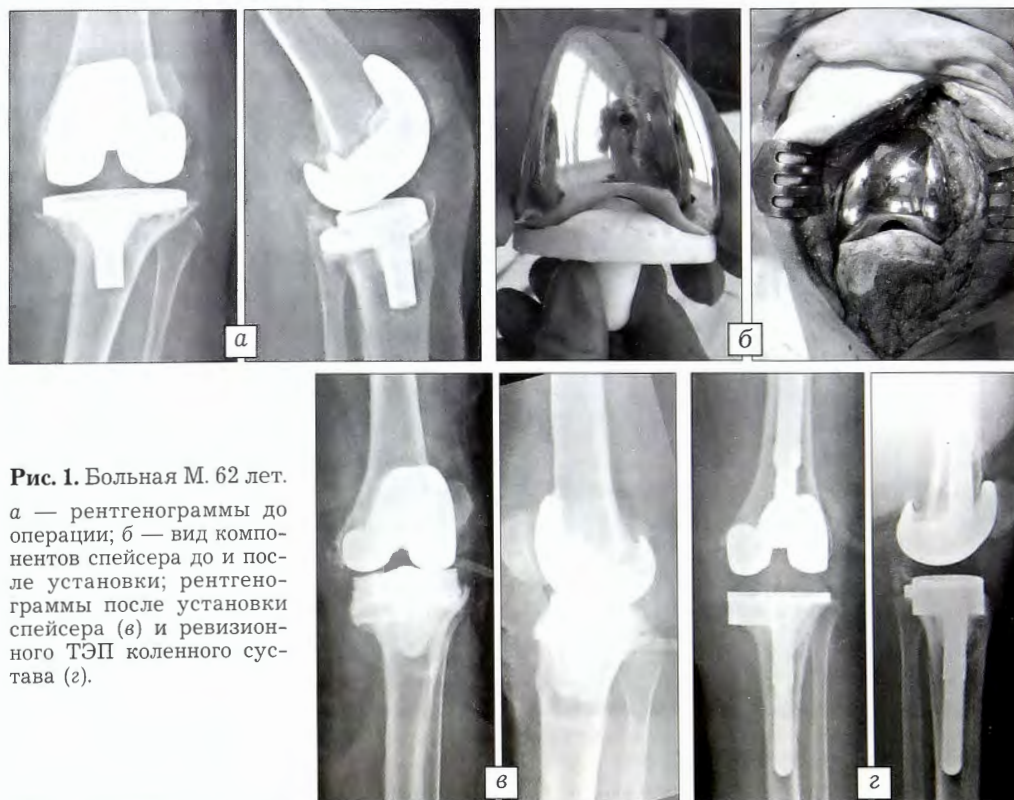 а
б
Рис. 1. Больная М. 62 лет.
а — рентгенограммы до
операции; б — вид компо-
нентов спейсера до и пос-
ле установки; рентгено-
граммы после установки
спейсера (в) и ревизион-
ного ТЭП коленного сус-
тава (г).
в
г